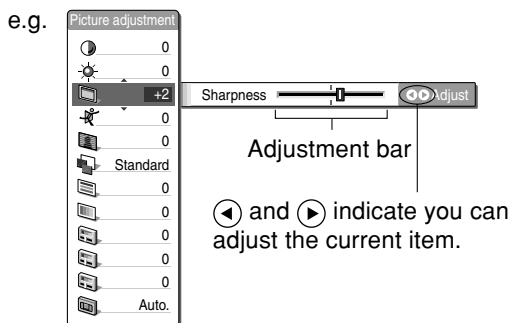 e.g.
Picture adjustment
0
0
+2
Sharpness
Adjust
0
0
Standard
0
0
0
0
0
Auto.
Adjustment bar
and indicate you can
adjust the current item.